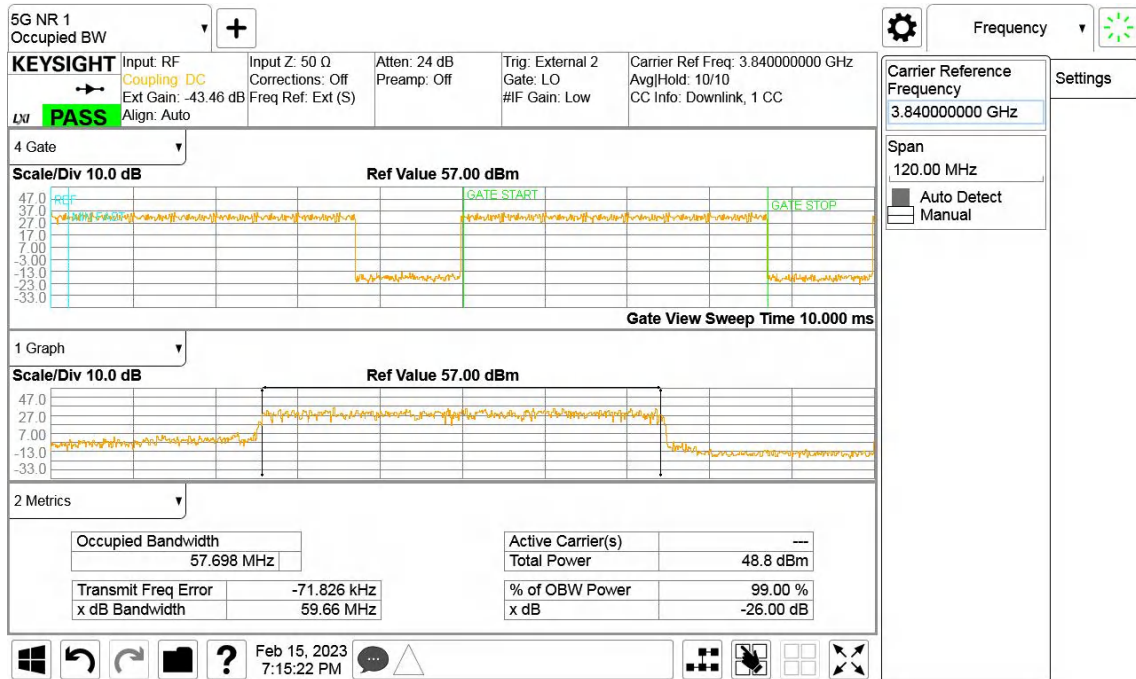 5G NR 1
Occupied BW
Frequency
KEYSIGHT
Input: RF
Coupling: DC
Ext Gain: -43.46 dB
Align: Auto
LXI
PASS
Input Z: 50 Ω
Corrections: Off
Freq Ref: Ext (S)
Atten: 24 dB
Preamp: Off
Trig: External 2
Gate: LO
#IF Gain: Low
Carrier Ref Freq: 3.840000000 GHz
Avg|Hold: 10/10
CC Info: Downlink, 1 CC
Carrier Reference
Frequency
3.840000000 GHz
Settings
Span
120.00 MHz
Auto Detect
Manual
4 Gate
Scale/Div 10.0 dB
Ref Value 57.00 dBm
47.0
37.0
27.0
17.0
7.00
-3.00
-13.0
-23.0
-33.0
REF
GATE START
GATE STOP
Gate View Sweep Time 10.000 ms
1 Graph
Scale/Div 10.0 dB
Ref Value 57.00 dBm
47.0
27.0
7.00
-13.0
-33.0
2 Metrics
Occupied Bandwidth
57.698 MHz
Transmit Freq Error -71.826 kHz
x dB Bandwidth 59.66 MHz
Active Carrier(s) ---
Total Power 48.8 dBm
% of OBW Power 99.00 %
x dB -26.00 dB
?
Feb 15, 2023
7:15:22 PM